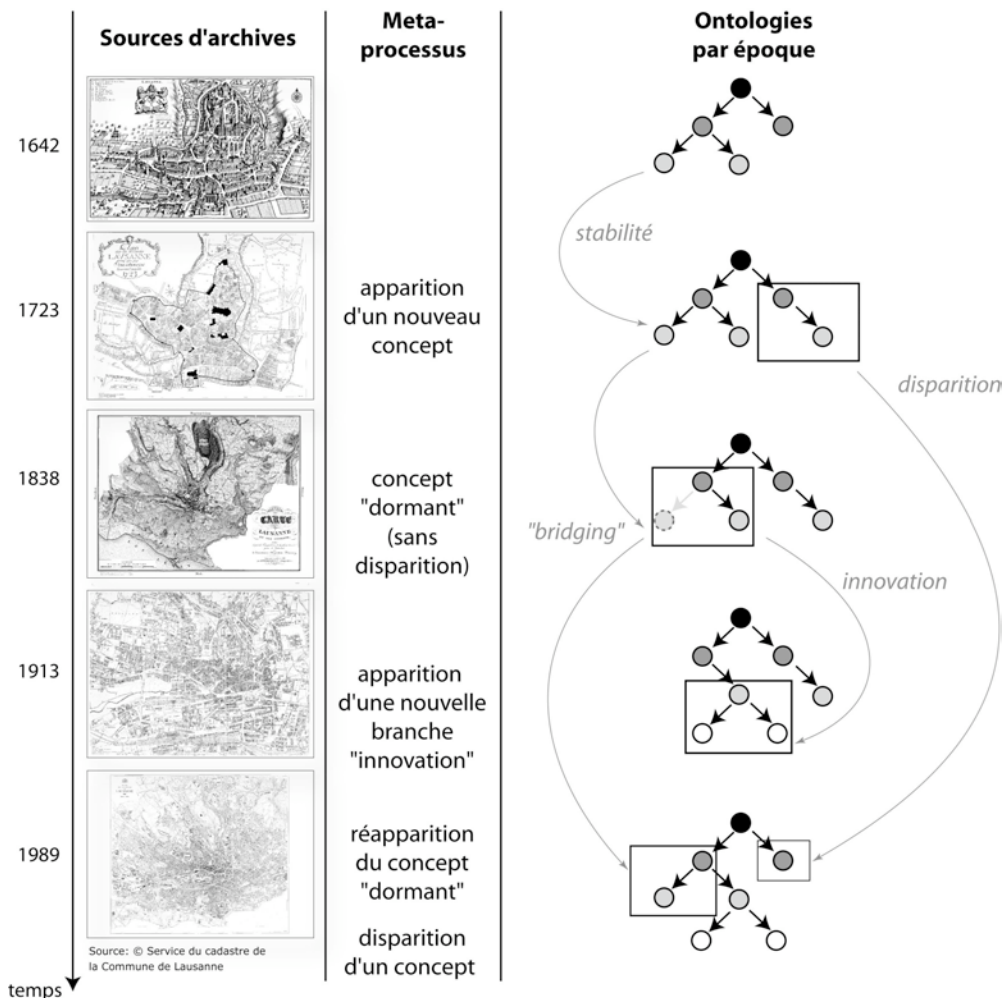 Sources d'archives
Meta-
processus
Ontologies
par époque
1642
stabilité
1723
apparition
d'un nouveau
concept
disparition
1838
concept
"dormant"
(sans
disparition)
"bridging"
innovation
CARTE
LAUSANNE
1913
apparition
d'une nouvelle
branche
"innovation"
1989
réapparition
du concept
"dormant"
disparition
d'un concept
Source: © Service du cadastre de
la Commune de Lausanne
temps